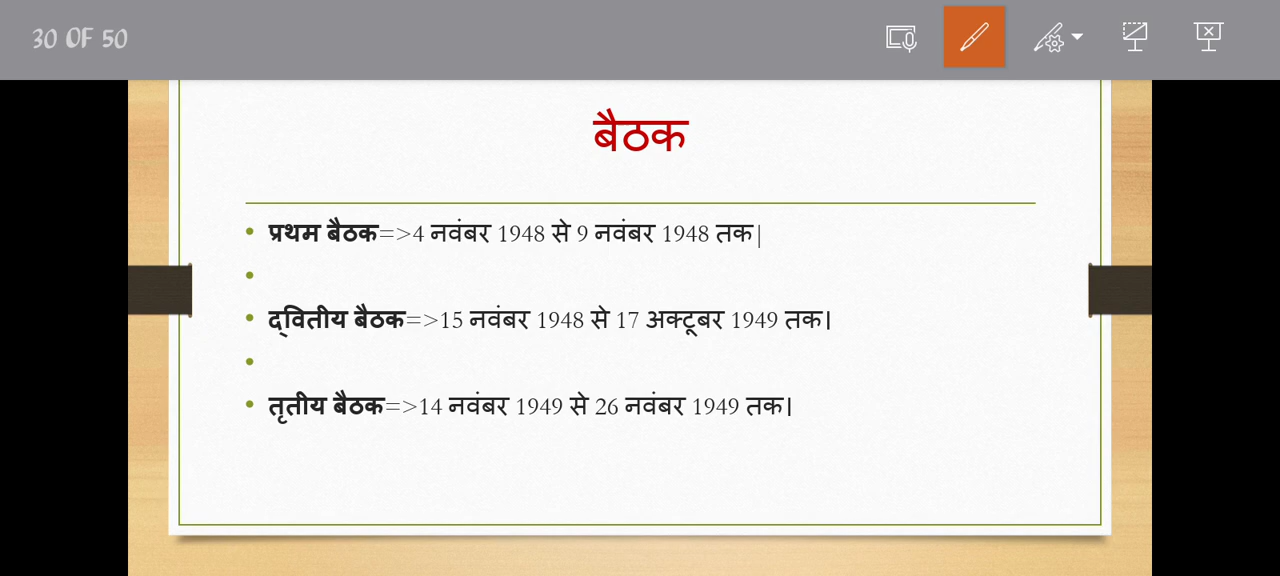 30 OF 50
बैठक
प्रथम बैठक=>4 नवंबर 1948 से 9 नवंबर 1948 तक|
द्वितीय बैठक=>15 नवंबर 1948 से 17 अक्टूबर 1949 तक।
तृतीय बैठक=>14 नवंबर 1949 से 26 नवंबर 1949 तक।